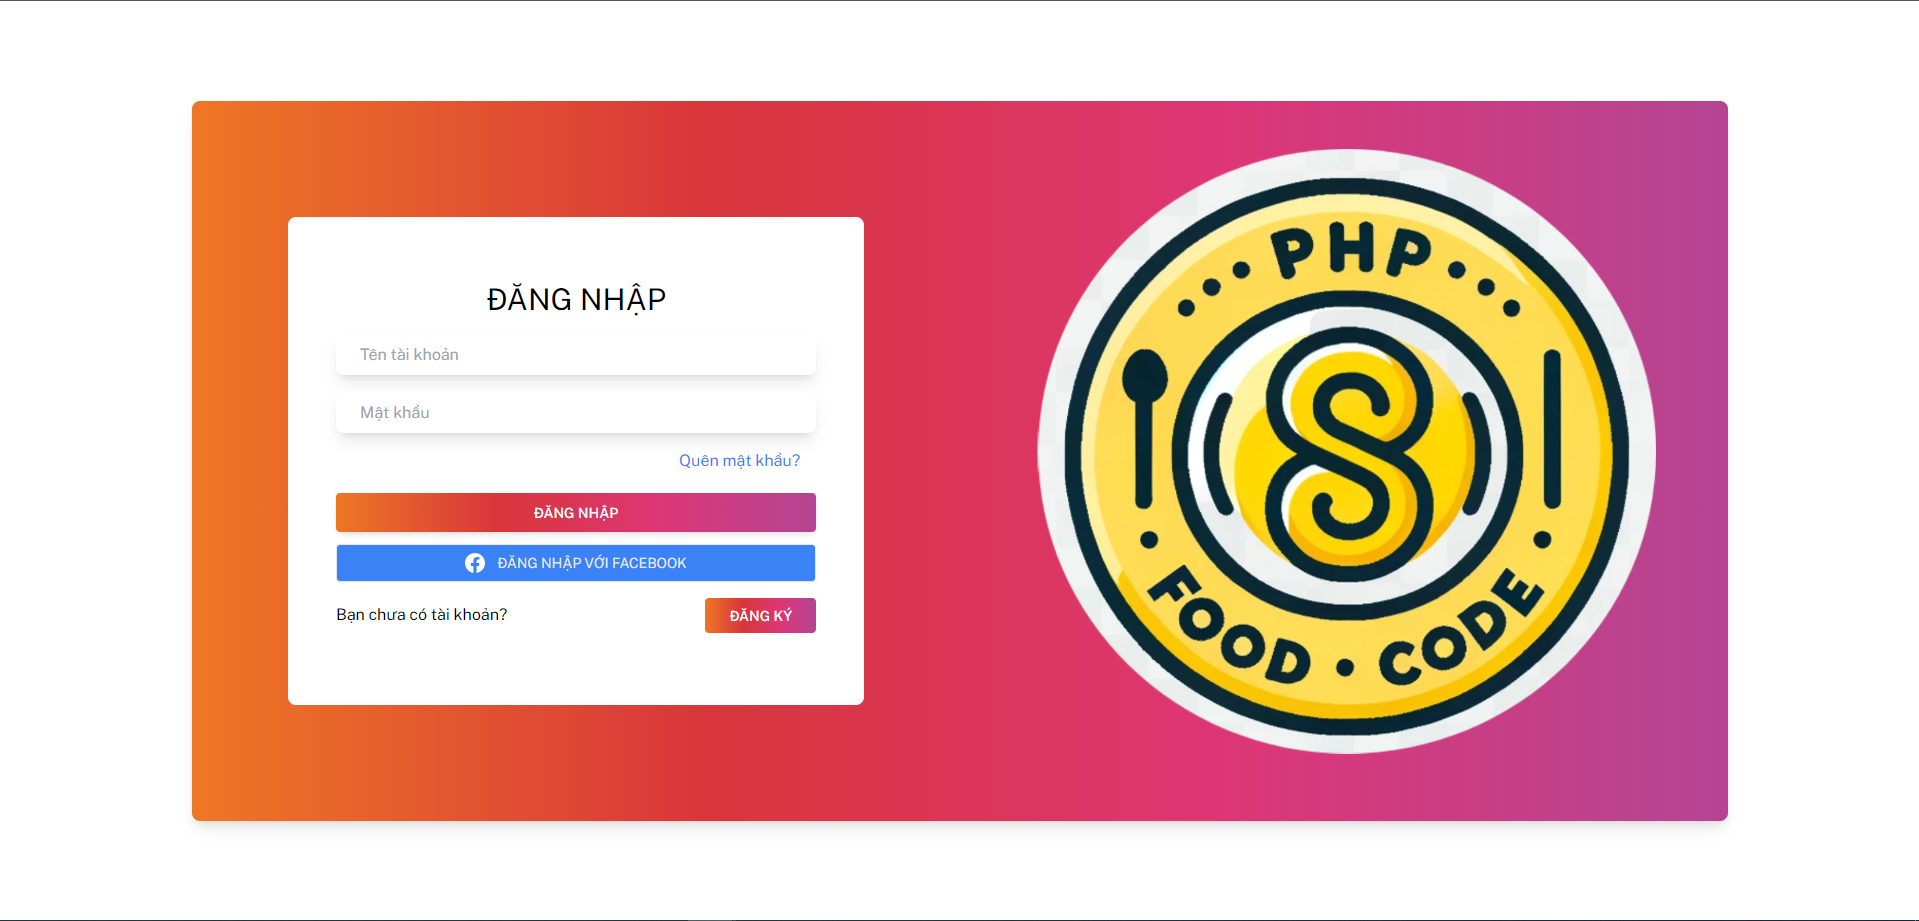 ĐĂNG NHẬP
Tên tài khoản
Mật khẩu
Quên mật khẩu?
ĐĂNG NHẬP
ĐĂNG NHẬP VỚI FACEBOOK
Bạn chưa có tài khoản?
ĐĂNG KÝ
PHP
8
FOOD · CODE